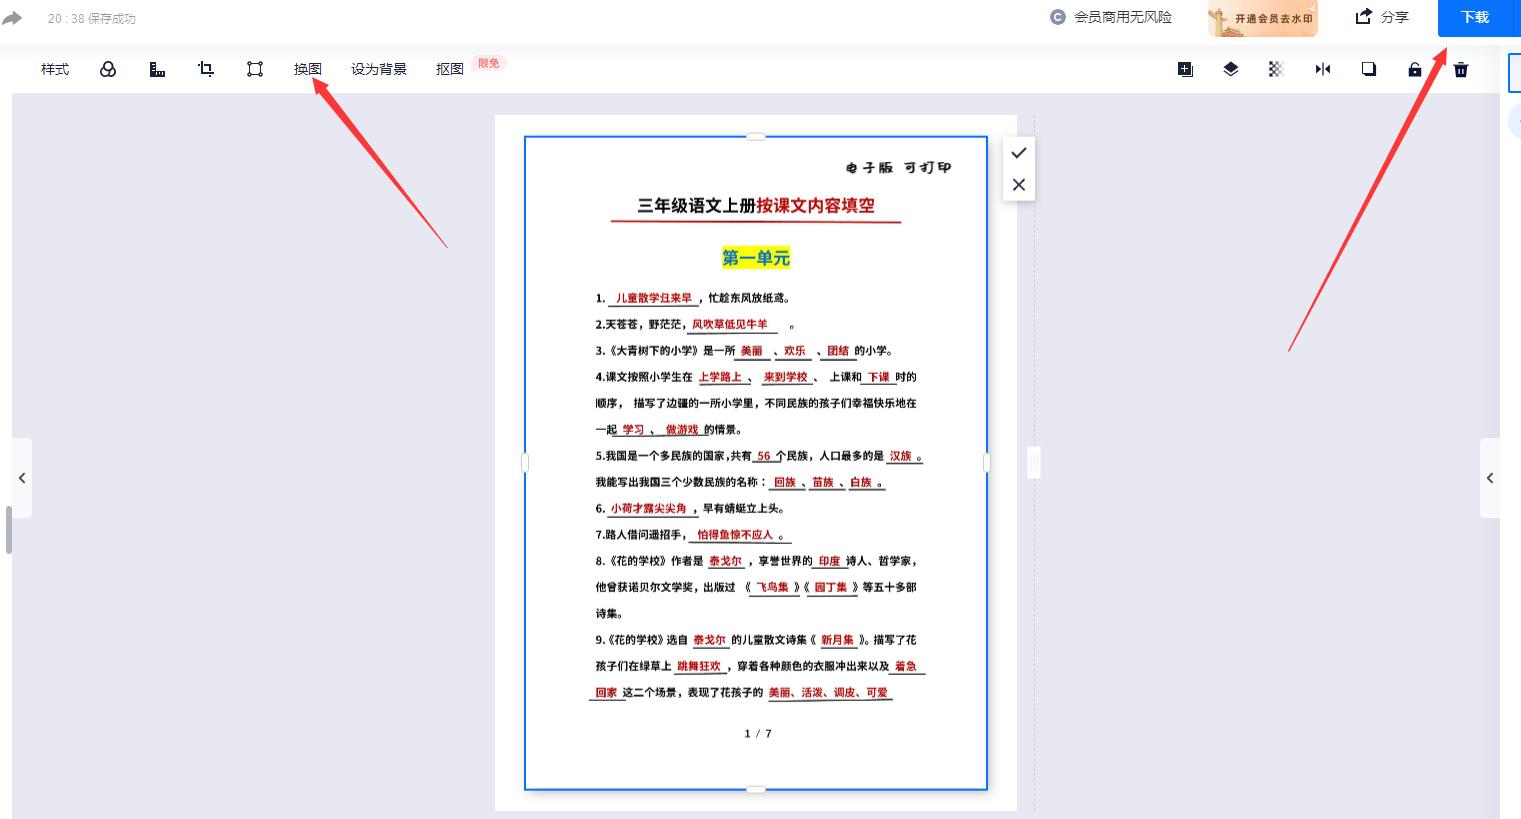 20 : 38 保存成功
会员商用无风险
开通会员去水印
分享
下载
样式
换图
设为背景
抠图
限免
电子版 可打印
三年级语文上册按课文内容填空
第一单元
1. 儿童散学归来早 ，忙趁东风放纸鸢。
2.天苍苍，野茫茫，风吹草低见牛羊 。
3.《大青树下的小学》是一所 美丽 、欢乐 、团结 的小学。
4.课文按照小学生在 上学路上 、 来到学校 、 上课和 下课 时的
顺序， 描写了边疆的一所小学里，不同民族的孩子们幸福快乐地在
一起 学习 、 做游戏 的情景。
5.我国是一个多民族的国家,共有 56 个民族，人口最多的是 汉族 。
我能写出我国三个少数民族的名称： 回族 、苗族 、白族 。
6. 小荷才露尖尖角 ，早有蜻蜓立上头。
7.路人借问遥招手， 怕得鱼惊不应人 。
8.《花的学校》作者是 泰戈尔 ，享誉世界的 印度 诗人、哲学家，
他曾获诺贝尔文学奖，出版过 《 飞鸟集 》《 园丁集 》等五十多部
诗集。
9.《花的学校》选自 泰戈尔 的儿童散文诗集《 新月集 》。描写了花
孩子们在绿草上 跳舞狂欢 ，穿着各种颜色的衣服冲出来以及 着急
回家 这二个场景，表现了花孩子的 美丽、活泼、调皮、可爱
1 / 7